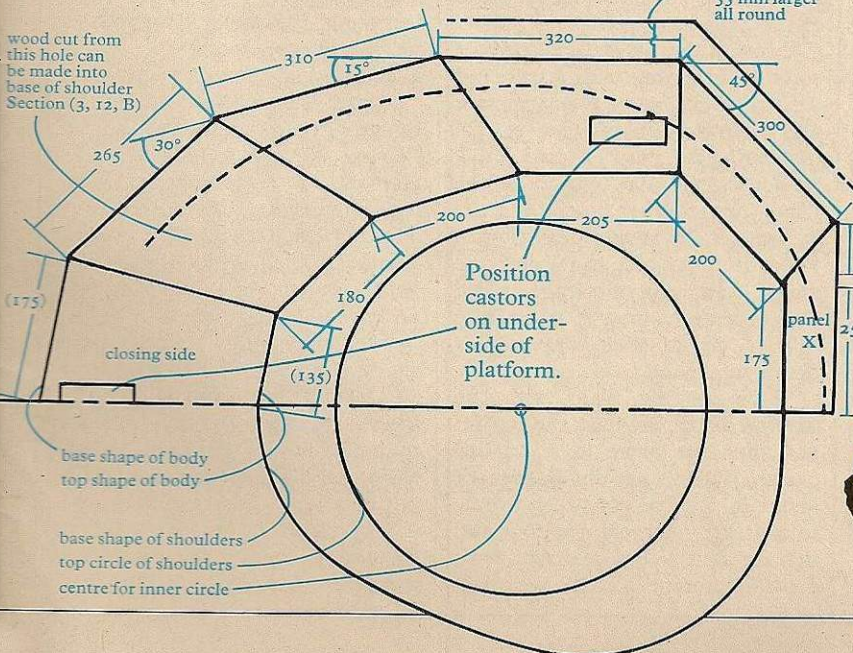 wood cut from
this hole can
be made into
base of shoulder
Section (3, 12, B)
larger
all round
310
15°
320
45°
300
265
30°
200
205
200
180
(175)
Position
castors
on under-
side of
platform.
closing side
(135)
175
panel
X
base shape of body
top shape of body
base shape of shoulders
top circle of shoulders
centre for inner circle